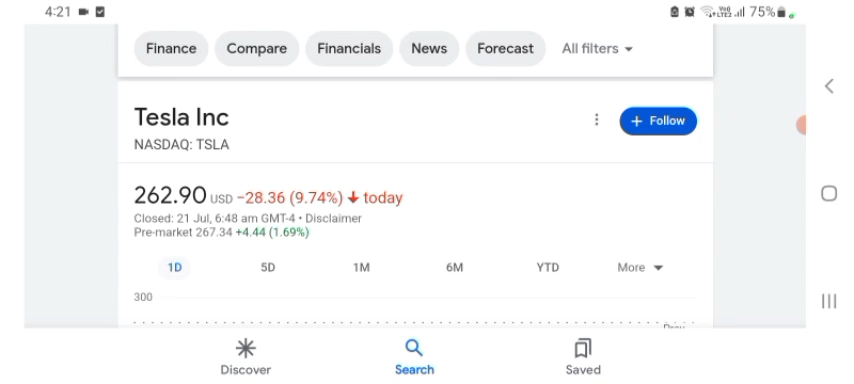 4:21 75%
Finance Compare Financials News Forecast All filters
Tesla Inc
+ Follow
NASDAQ: TSLA
262.90 USD −28.36 (9.74%) today
Closed: 21 Jul, 6:48 am GMT-4 • Disclaimer
Pre-market 267.34 +4.44 (1.69%)
1D 5D 1M 6M YTD More
300
Discover Search Saved